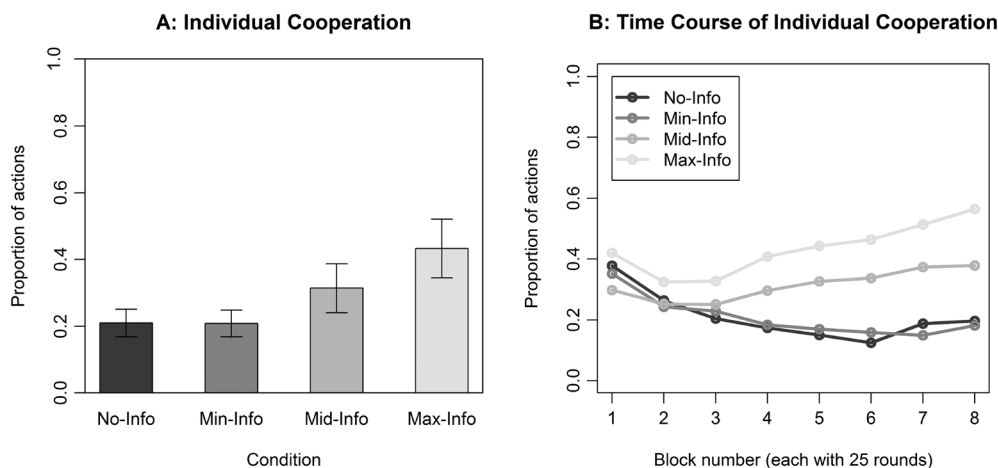 A: Individual Cooperation
Proportion of actions
0.0
0.2
0.4
0.6
0.8
1.0
No-Info
Min-Info
Mid-Info
Max-Info
Condition
B: Time Course of Individual Cooperation
Proportion of actions
0.0
0.2
0.4
0.6
0.8
1.0
No-Info
Min-Info
Mid-Info
Max-Info
1 2 3 4 5 6 7 8
Block number (each with 25 rounds)